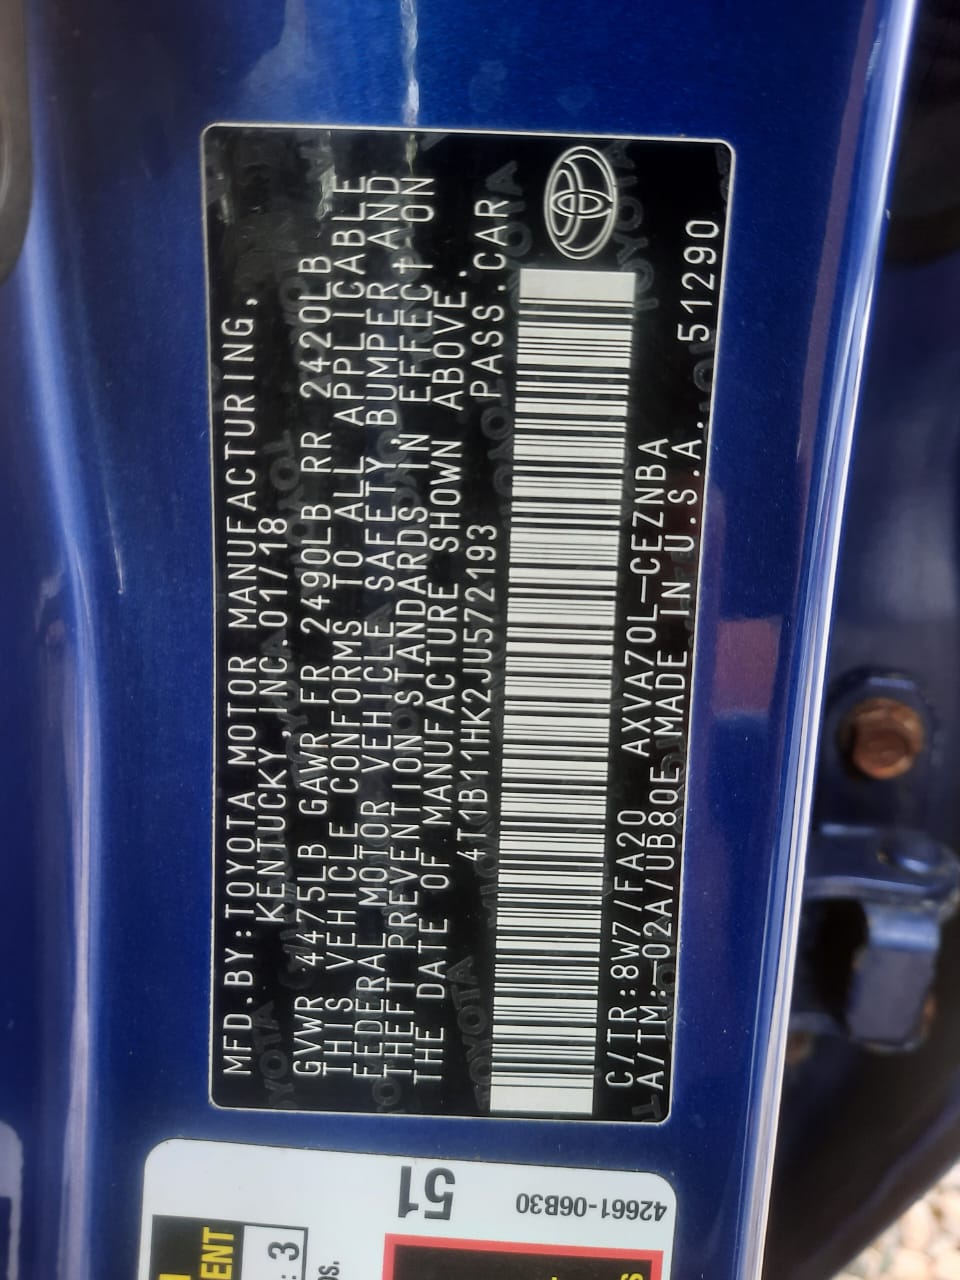 MFD.BY:TOYOTA MOTOR MANUFACTURING,
KENTUCKY,INC.01/18
GVWR 4475LB GAWR FR 2490LB RR 2420LB
THIS VEHICLE CONFORMS TO ALL APPLICABLE
FEDERAL MOTOR VEHICLE SAFETY,BUMPER,AND
THEFT PREVENTION STANDARDS IN EFFECT ON
THE DATE OF MANUFACTURE SHOWN ABOVE.
4T1B11HK2JU572193 PASS.CAR
C/TR:8W7/FA20 AXVA70L-CEZNBA
A/TM:-02A/UB80E MADE IN U.S.A. 51290
51
42661-06B30
: 3